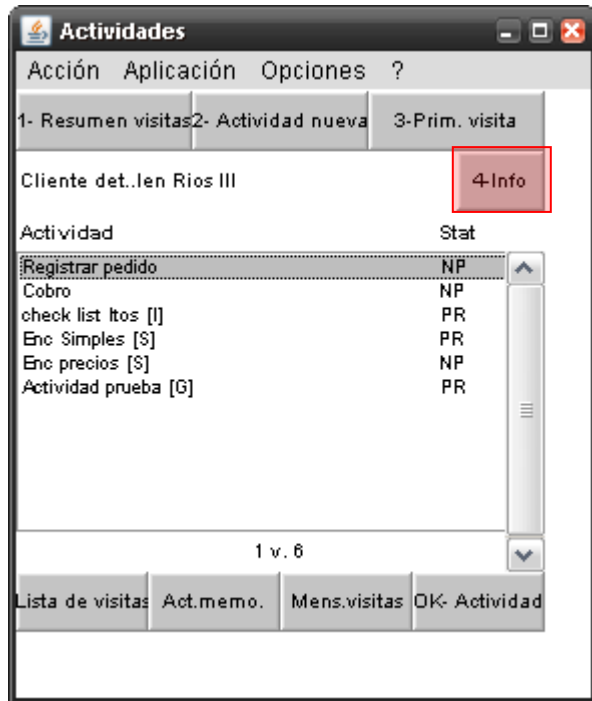 Actividades
Acción Aplicación Opciones ?
1- Resumen visitas 2- Actividad nueva 3-Prim. visita
Cliente det..len Rios III 4-Info
Actividad Stat
Registrar pedido NP
Cobro NP
check list ltos [I] PR
Enc Simples [S] PR
Enc precios [S] NP
Actividad prueba [G] PR
1 v. 6
Lista de visitas Act.memo. Mens.visitas OK- Actividad